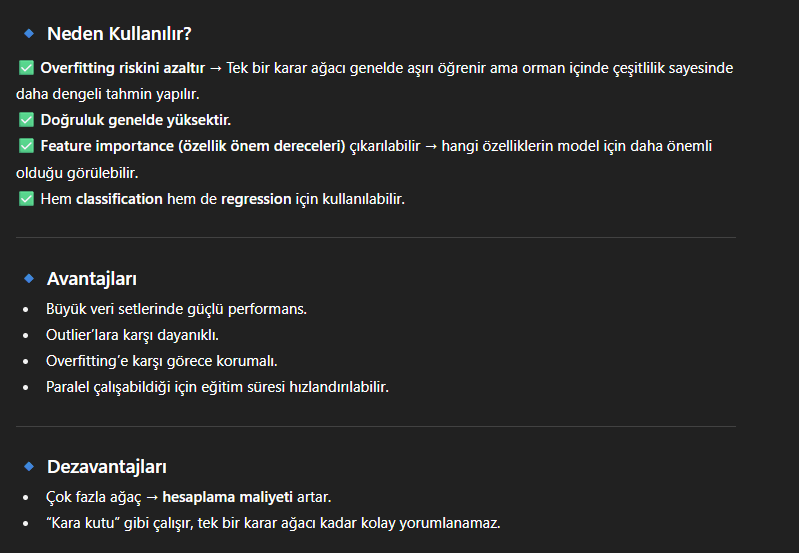 Neden Kullanılır?
✅ Overfitting riskini azaltır → Tek bir karar ağacı genelde aşırı öğrenir ama orman içinde çeşitlilik sayesinde
daha dengeli tahmin yapılır.
✅ Doğruluk genelde yüksektir.
✅ Feature importance (özellik önem dereceleri) çıkarılabilir → hangi özelliklerin model için daha önemli
olduğu görülebilir.
✅ Hem classification hem de regression için kullanılabilir.
Avantajları
• Büyük veri setlerinde güçlü performans.
• Outlier’lara karşı dayanıklı.
• Overfitting’e karşı görece korumalı.
• Paralel çalışabildiği için eğitim süresi hızlandırılabilir.
Dezavantajları
• Çok fazla ağaç → hesaplama maliyeti artar.
• “Kara kutu” gibi çalışır, tek bir karar ağacı kadar kolay yorumlanamaz.